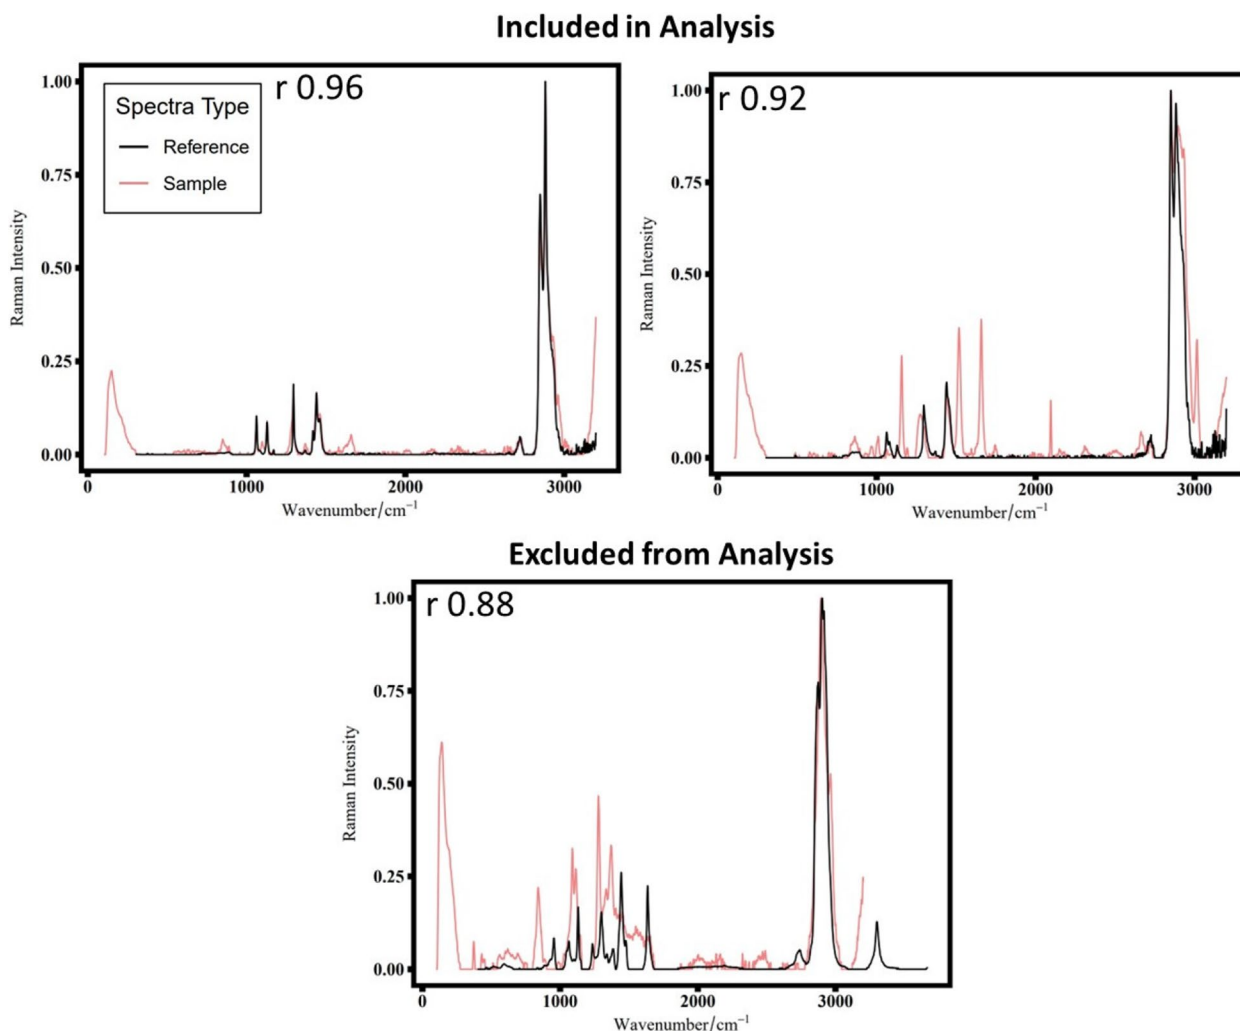 Included in Analysis
r 0.96
Spectra Type
Reference
Sample
1.00
0.75
0.50
0.25
0.00
Raman Intensity
0 1000 2000 3000
Wavenumber/cm⁻¹
r 0.92
1.00
0.75
0.50
0.25
0.00
Raman Intensity
0 1000 2000 3000
Wavenumber/cm⁻¹
Excluded from Analysis
r 0.88
1.00
0.75
0.50
0.25
0.00
Raman Intensity
0 1000 2000 3000
Wavenumber/cm⁻¹